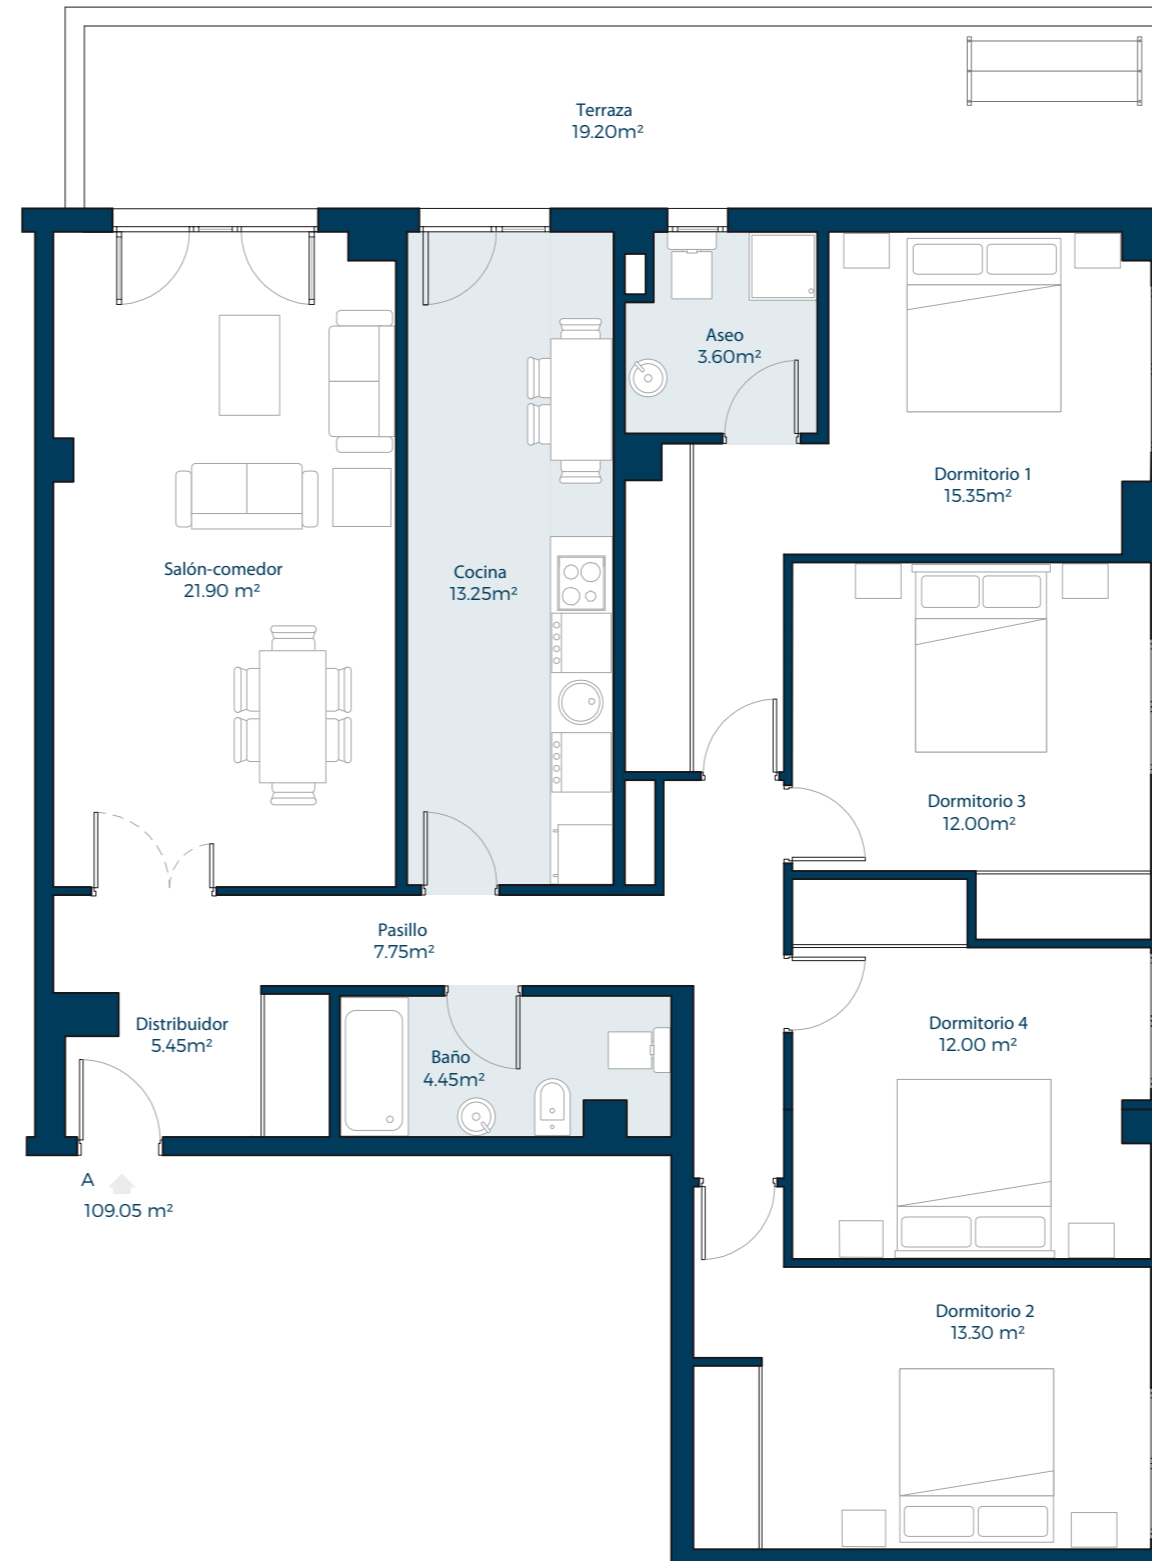 Terraza
19.20m²
Aseo
3.60m²
Dormitorio 1
15.35m²
Salón-comedor
21.90 m²
Cocina
13.25m²
Dormitorio 3
12.00m²
Pasillo
7.75m²
Distribuidor
5.45m²
Baño
4.45m²
Dormitorio 4
12.00 m²
A
109.05 m²
Dormitorio 2
13.30 m²